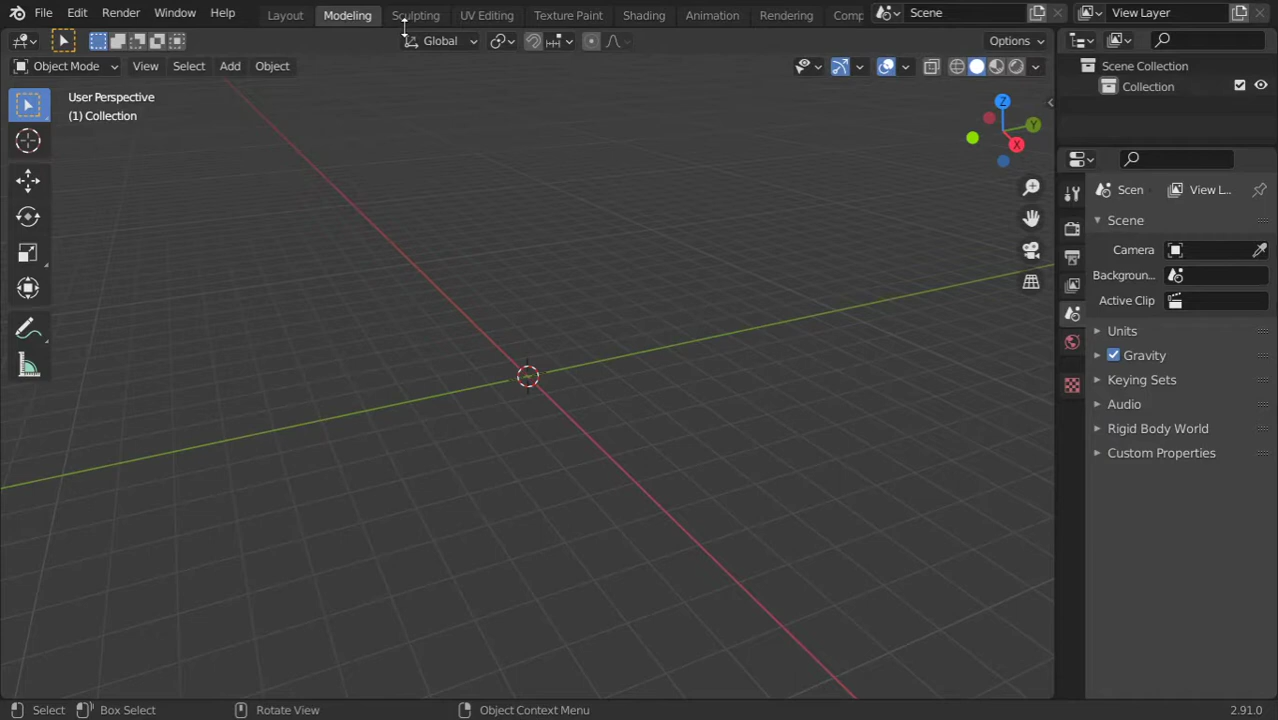 File Edit Render Window Help Layout Modeling Sculpting UV Editing Texture Paint Shading Animation Rendering Comp Scene View Layer
Global Options
Object Mode View Select Add Object
User Perspective
(1) Collection
Z
Y
X
Scene Collection
Collection
Scen View L...
Scene
Camera
Backgroun...
Active Clip
Units
Gravity
Keying Sets
Audio
Rigid Body World
Custom Properties
Select Box Select Rotate View Object Context Menu 2.91.0